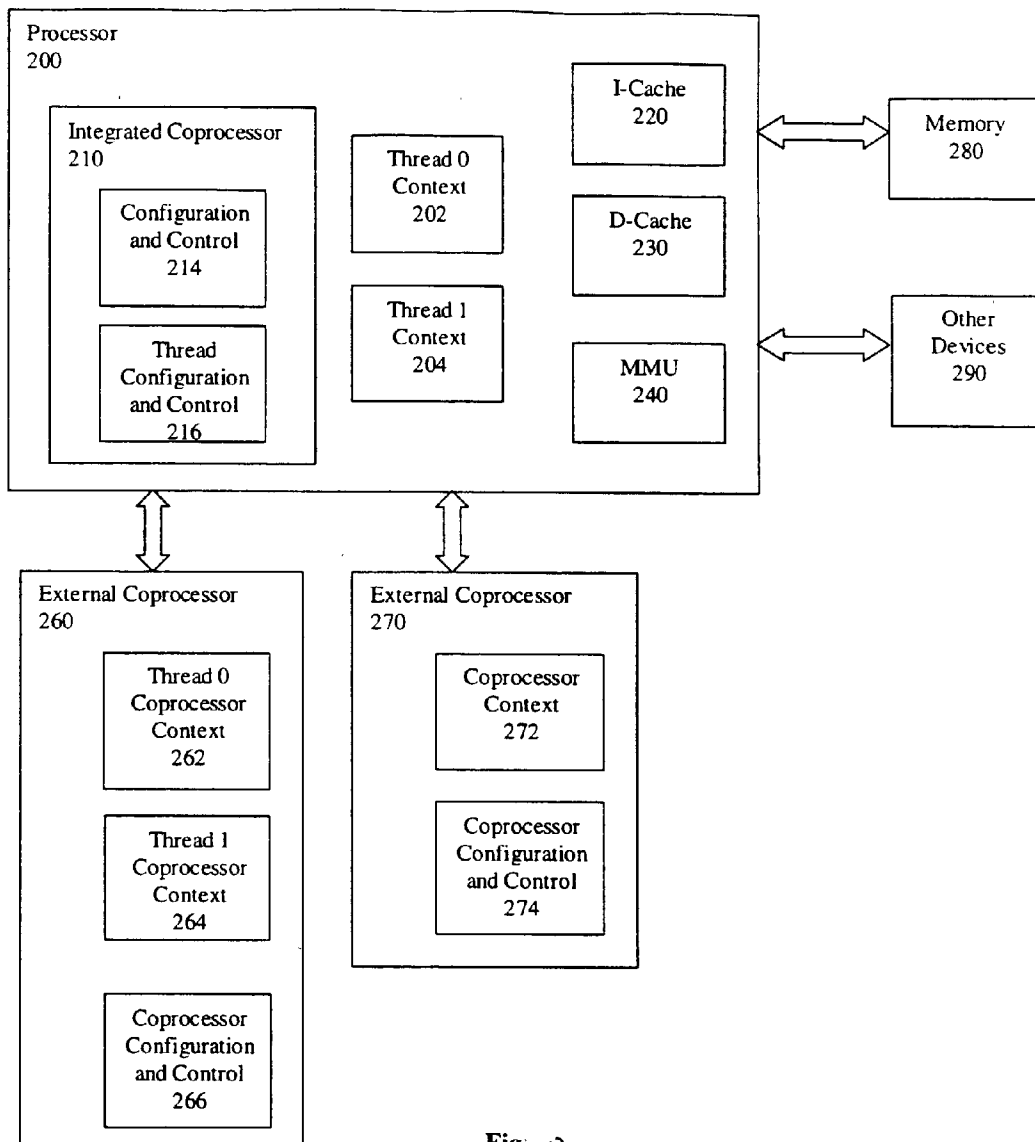 Processor
200
Integrated Coprocessor
210
Configuration
and Control
214
Thread
Configuration
and Control
216
Thread 0
Context
202
Thread 1
Context
204
I-Cache
220
D-Cache
230
MMU
240
Memory
280
Other
Devices
290
External Coprocessor
260
Thread 0
Coprocessor
Context
262
Thread 1
Coprocessor
Context
264
Coprocessor
Configuration
and Control
266
External Coprocessor
270
Coprocessor
Context
272
Coprocessor
Configuration
and Control
274